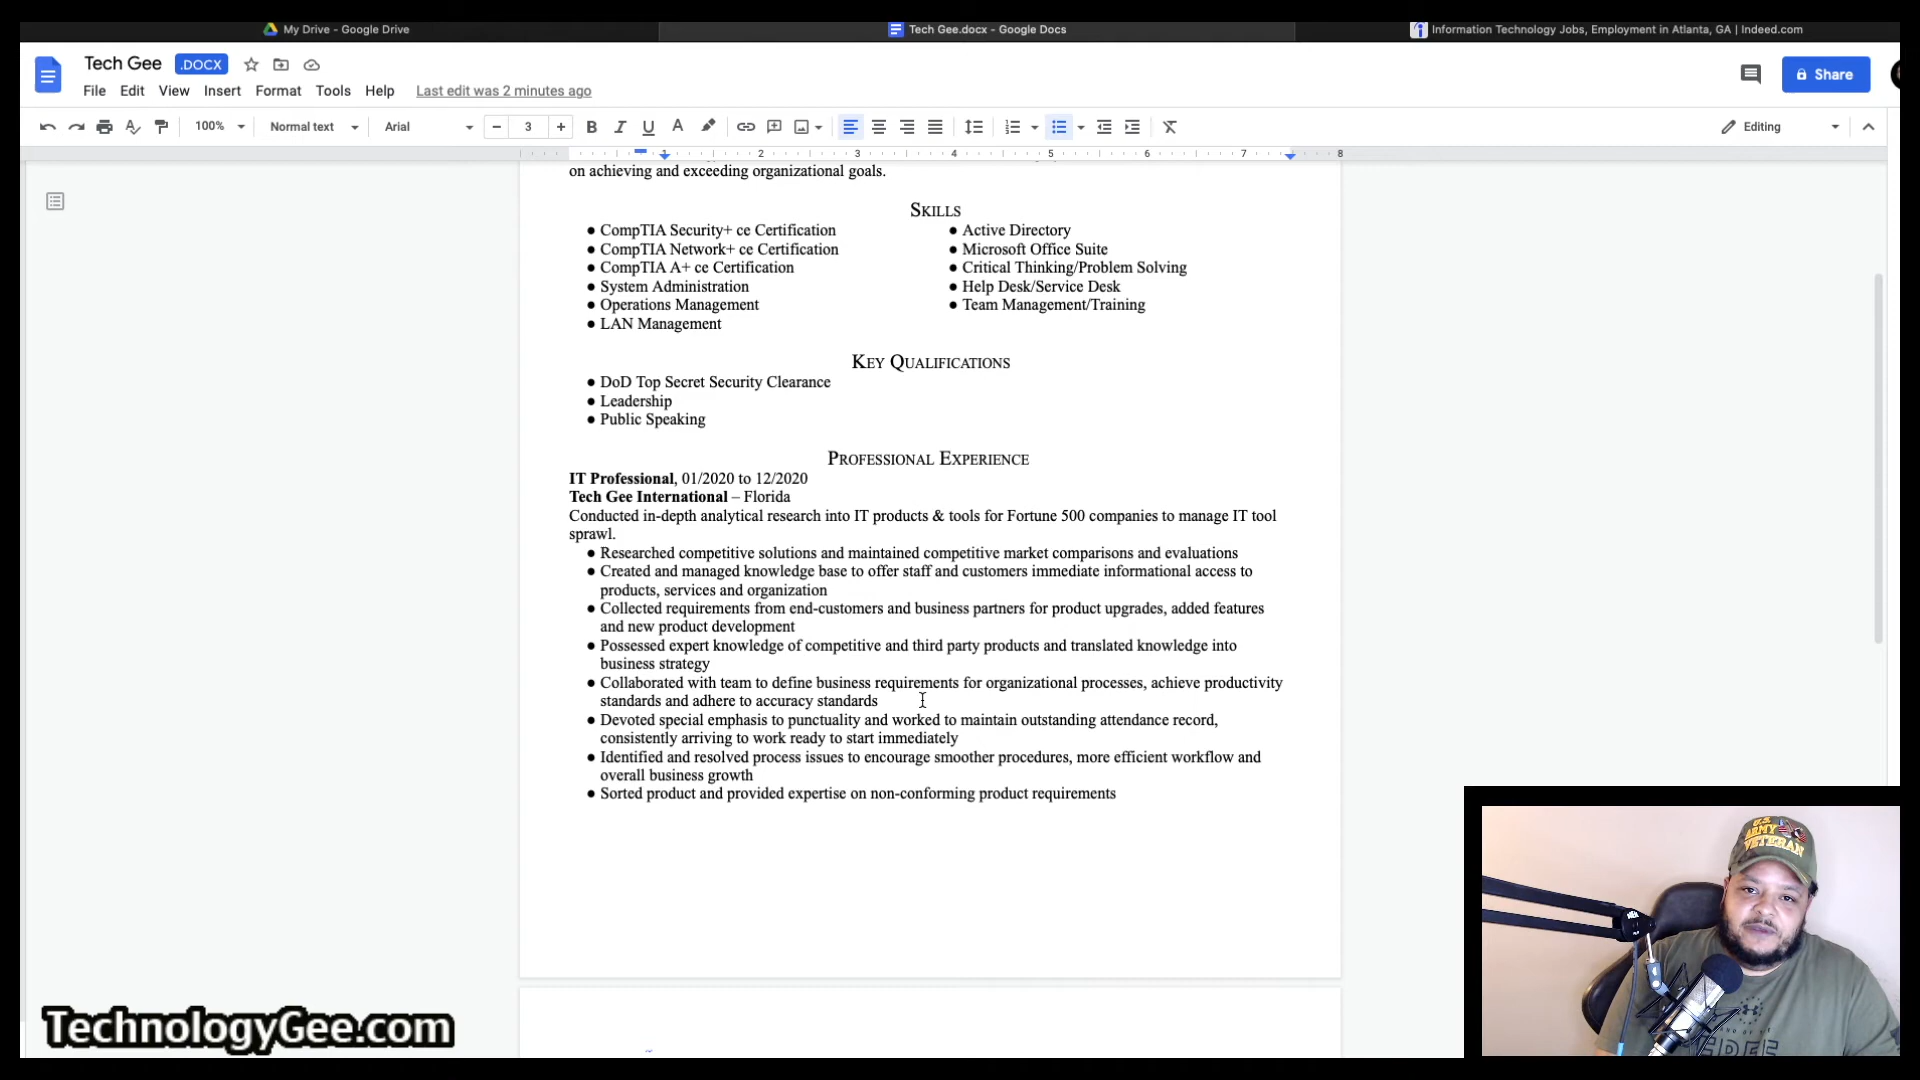 My Drive - Google Drive
Tech Gee.docx - Google Docs
Information Technology Jobs, Employment in Atlanta, GA | Indeed.com
Tech Gee .DOCX
Share
File Edit View Insert Format Tools Help Last edit was 2 minutes ago
100% Normal text Arial 3 B I U A Editing
1 2 3 4 5 6 7 8
on achieving and exceeding organizational goals.
SKILLS
● CompTIA Security+ ce Certification
● CompTIA Network+ ce Certification
● CompTIA A+ ce Certification
● System Administration
● Operations Management
● LAN Management
● Active Directory
● Microsoft Office Suite
● Critical Thinking/Problem Solving
● Help Desk/Service Desk
● Team Management/Training
KEY QUALIFICATIONS
● DoD Top Secret Security Clearance
● Leadership
● Public Speaking
PROFESSIONAL EXPERIENCE
IT Professional, 01/2020 to 12/2020
Tech Gee International – Florida
Conducted in-depth analytical research into IT products & tools for Fortune 500 companies to manage IT tool
sprawl.
● Researched competitive solutions and maintained competitive market comparisons and evaluations
● Created and managed knowledge base to offer staff and customers immediate informational access to
products, services and organization
● Collected requirements from end-customers and business partners for product upgrades, added features
and new product development
● Possessed expert knowledge of competitive and third party products and translated knowledge into
business strategy
● Collaborated with team to define business requirements for organizational processes, achieve productivity
standards and adhere to accuracy standards
● Devoted special emphasis to punctuality and worked to maintain outstanding attendance record,
consistently arriving to work ready to start immediately
● Identified and resolved process issues to encourage smoother procedures, more efficient workflow and
overall business growth
● Sorted product and provided expertise on non-conforming product requirements
U.S.
ARMY
VETERAN
TechnologyGee.com